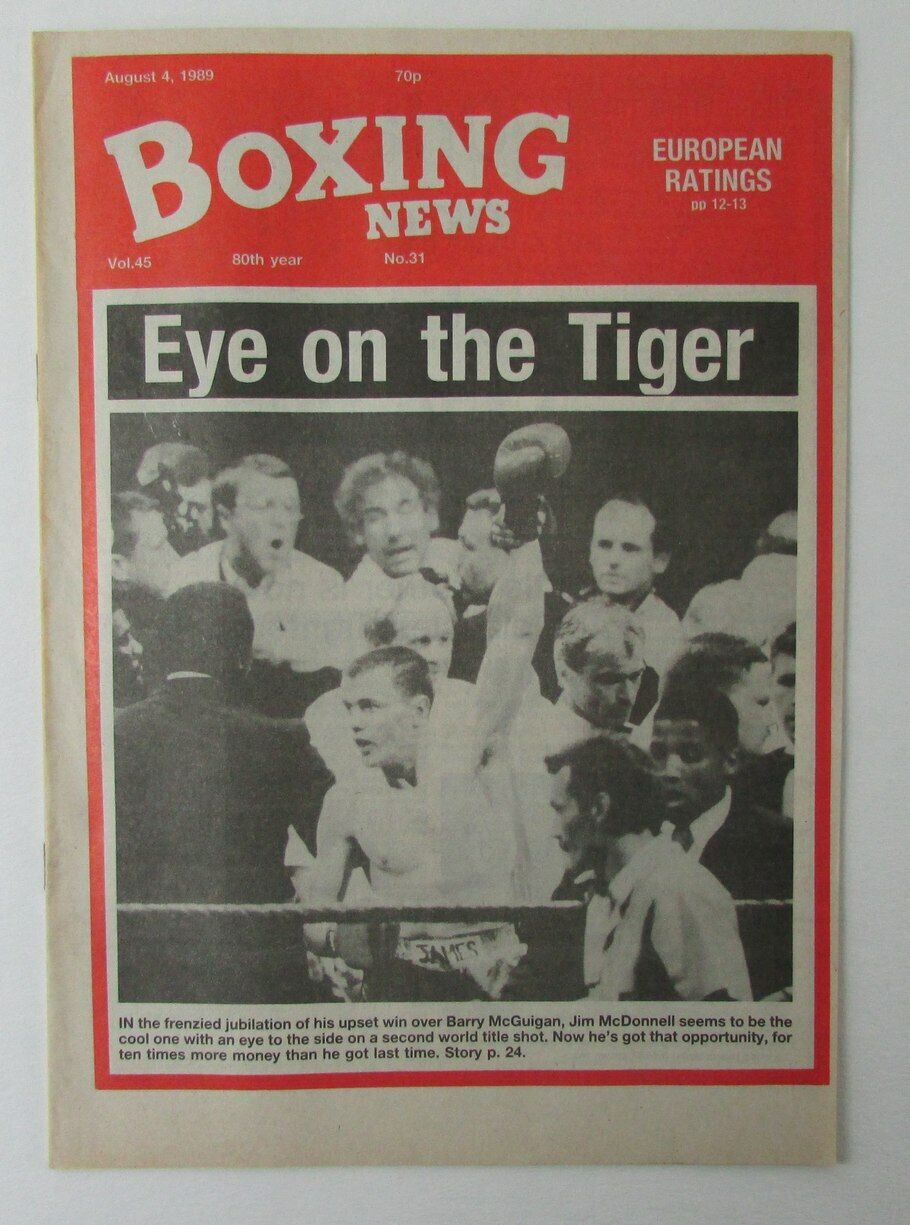 August 4, 1989
70p
BOXING
NEWS
EUROPEAN
RATINGS
pp 12-13
Vol.45
80th year
No.31
Eye on the Tiger
JAMES
IN the frenzied jubilation of his upset win over Barry McGuigan, Jim McDonnell seems to be the
cool one with an eye to the side on a second world title shot. Now he's got that opportunity, for
ten times more money than he got last time. Story p. 24.